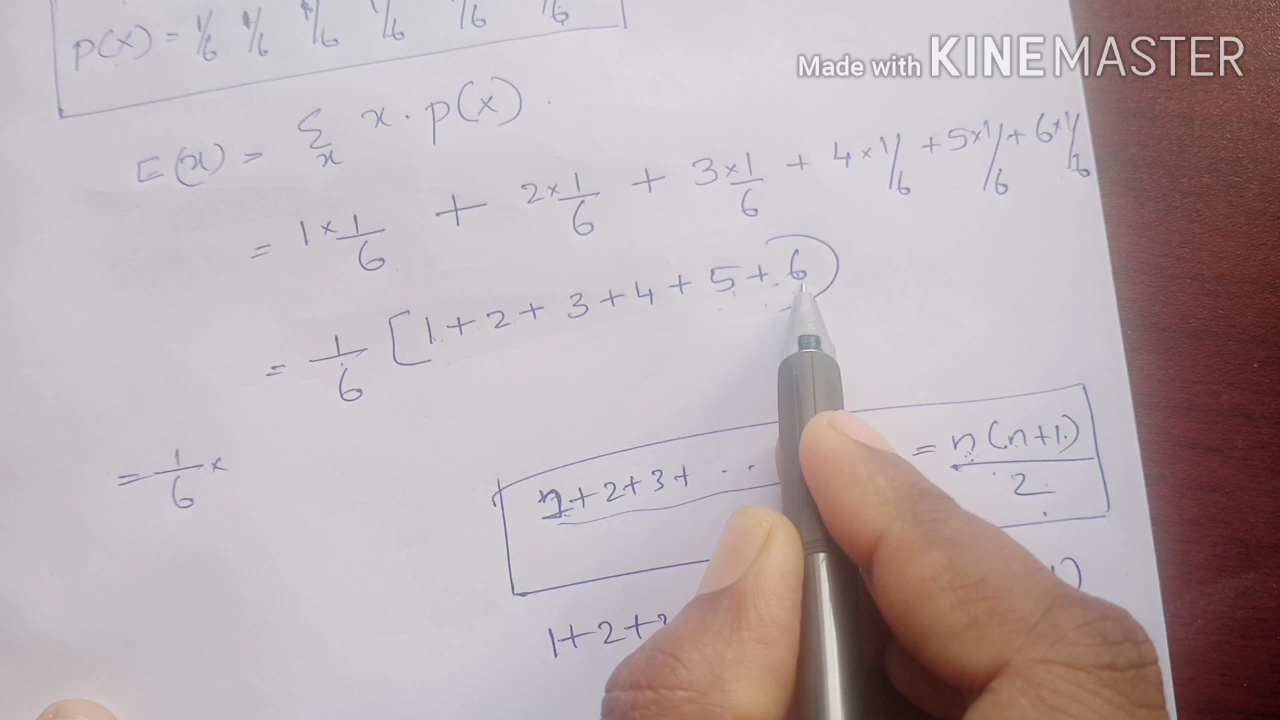 Made with KINEMASTER
p(x) = 1/6 1/6 1/6 1/6 1/6 1/6
E(x) = Σx x . p(x) .
= 1 × 1/6 + 2 × 1/6 + 3 × 1/6 + 4 × 1/6 + 5 × 1/6 + 6 × 1/6
= 1/6 [1 + 2 + 3 + 4 + 5 + 6
= 1/6 ×
+ 2 + 3 + ... = n(n+1)/2
1 + 2 +